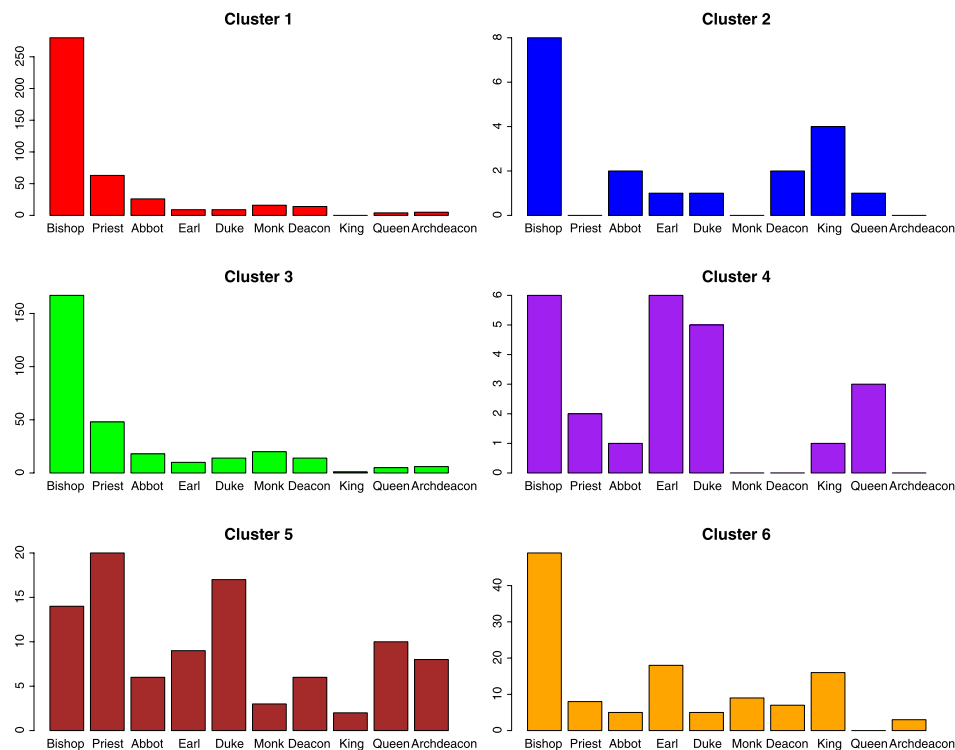 Cluster 1
250
200
150
100
50
0
Bishop Priest Abbot Earl Duke Monk Deacon King Queen Archdeacon
Cluster 2
8
6
4
2
0
Bishop Priest Abbot Earl Duke Monk Deacon King Queen Archdeacon
Cluster 3
150
100
50
0
Bishop Priest Abbot Earl Duke Monk Deacon King Queen Archdeacon
Cluster 4
6
5
4
3
2
1
0
Bishop Priest Abbot Earl Duke Monk Deacon King Queen Archdeacon
Cluster 5
20
15
10
5
0
Bishop Priest Abbot Earl Duke Monk Deacon King Queen Archdeacon
Cluster 6
40
30
20
10
0
Bishop Priest Abbot Earl Duke Monk Deacon King Queen Archdeacon